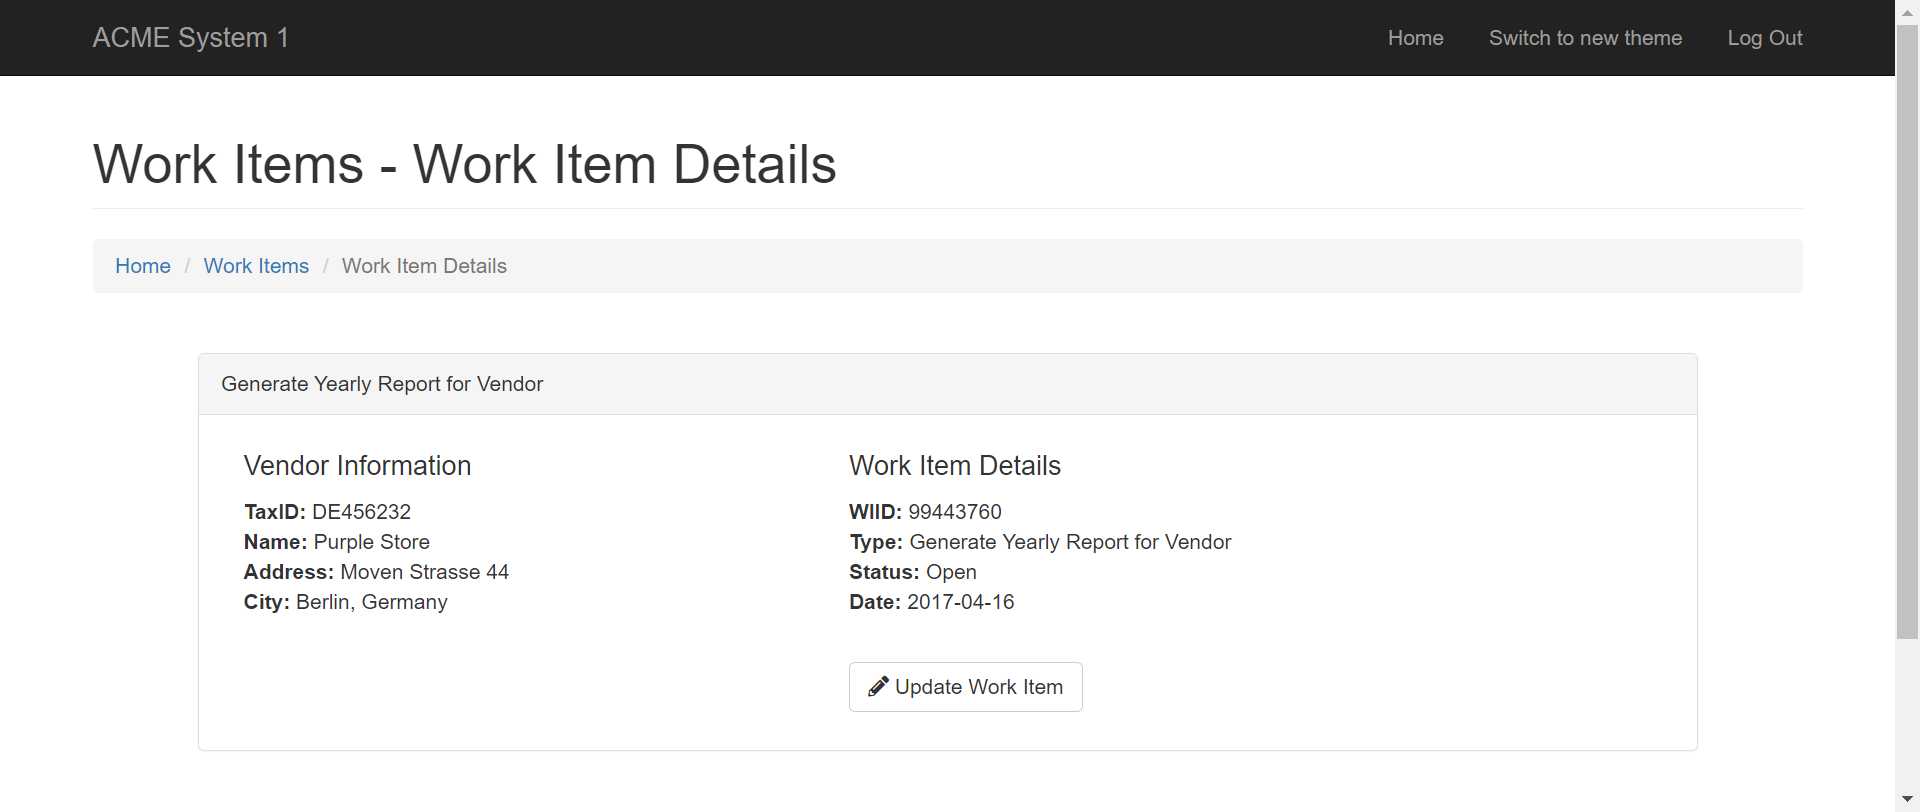 ACME System 1
Home
Switch to new theme
Log Out
Work Items - Work Item Details
Home / Work Items / Work Item Details
Generate Yearly Report for Vendor
Vendor Information
TaxID: DE456232
Name: Purple Store
Address: Moven Strasse 44
City: Berlin, Germany
Work Item Details
WIID: 99443760
Type: Generate Yearly Report for Vendor
Status: Open
Date: 2017-04-16
Update Work Item